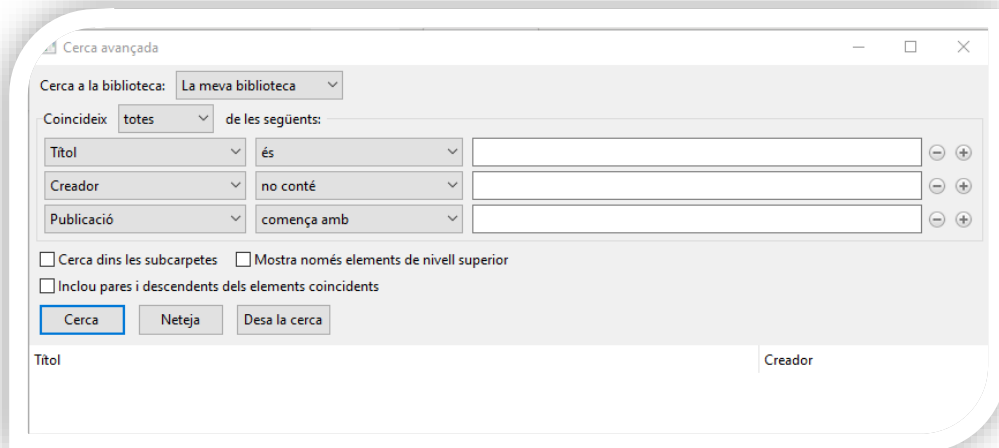 Cerca avançada
Cerca a la biblioteca: La meva biblioteca
Coincideix totes de les següents:
Títol és
Creador no conté
Publicació comença amb
Cerca dins les subcarpetes Mostra només elements de nivell superior
Inclou pares i descendents dels elements coincidents
Cerca Neteja Desa la cerca
Títol Creador